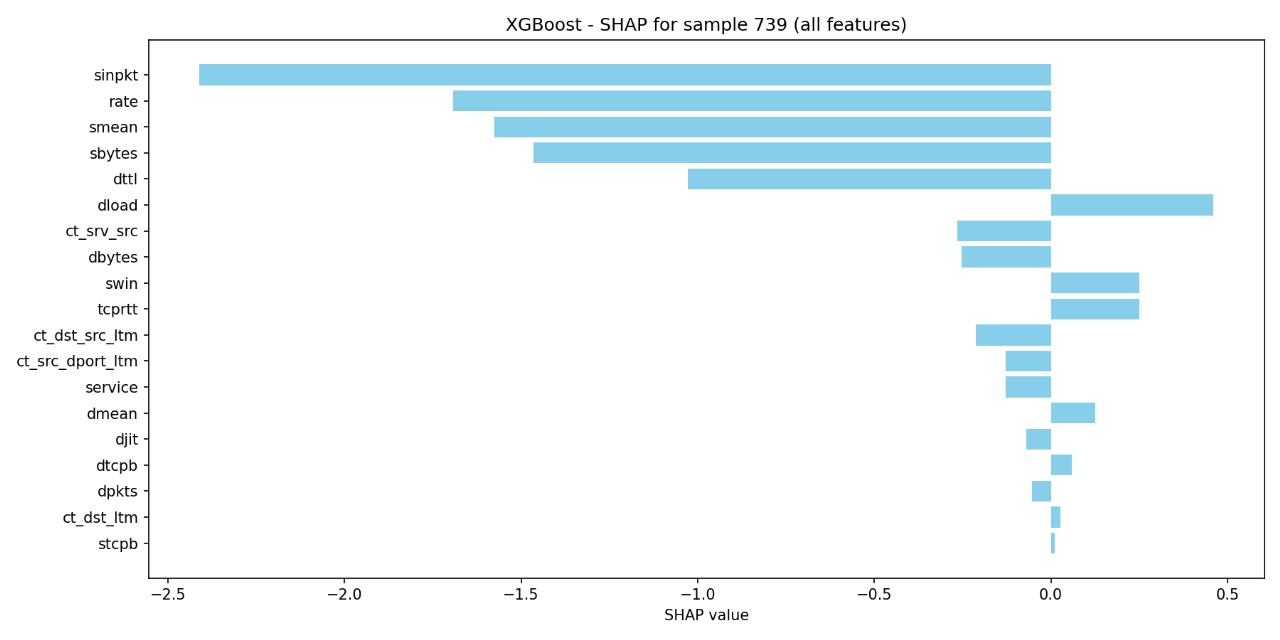 XGBoost - SHAP for sample 739 (all features)
sinpkt
rate
smean
sbytes
dttl
dload
ct_srv_src
dbytes
swin
tcprtt
ct_dst_src_ltm
ct_src_dport_ltm
service
dmean
djit
dtcpb
dpkts
ct_dst_ltm
stcpb
−2.5 −2.0 −1.5 −1.0 −0.5 0.0 0.5
SHAP value